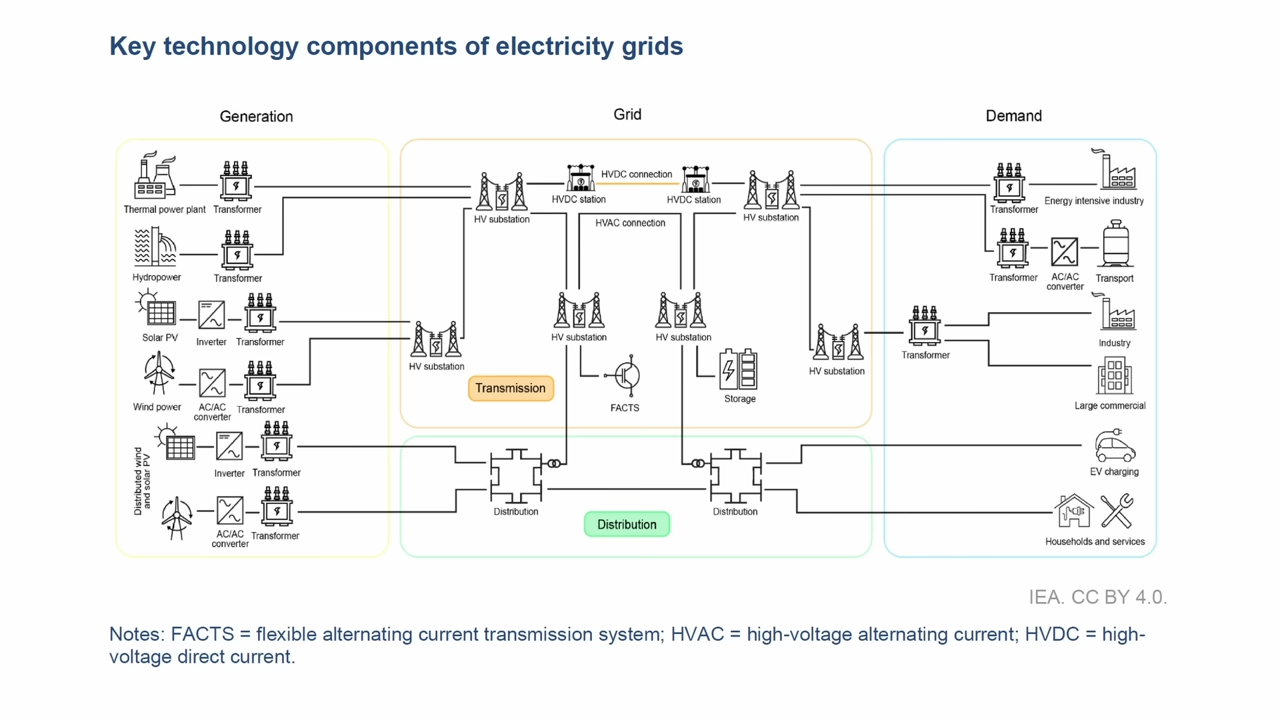 Key technology components of electricity grids
Generation
Grid
Demand
Thermal power plant
Transformer
Hydropower
Transformer
Solar PV
Inverter
Transformer
Wind power
AC/AC
converter
Transformer
Distributed wind
and solar PV
Inverter
Transformer
AC/AC
converter
Transformer
HV substation
HVDC station
HVDC connection
HVDC station
HV substation
HVAC connection
HV substation
HV substation
HV substation
HV substation
Transmission
FACTS
Storage
Distribution
Distribution
Distribution
Transformer
Energy intensive industry
Transformer
AC/AC
converter
Transport
Transformer
Industry
Large commercial
EV charging
Households and services
IEA. CC BY 4.0.
Notes: FACTS = flexible alternating current transmission system; HVAC = high-voltage alternating current; HVDC = high-
voltage direct current.